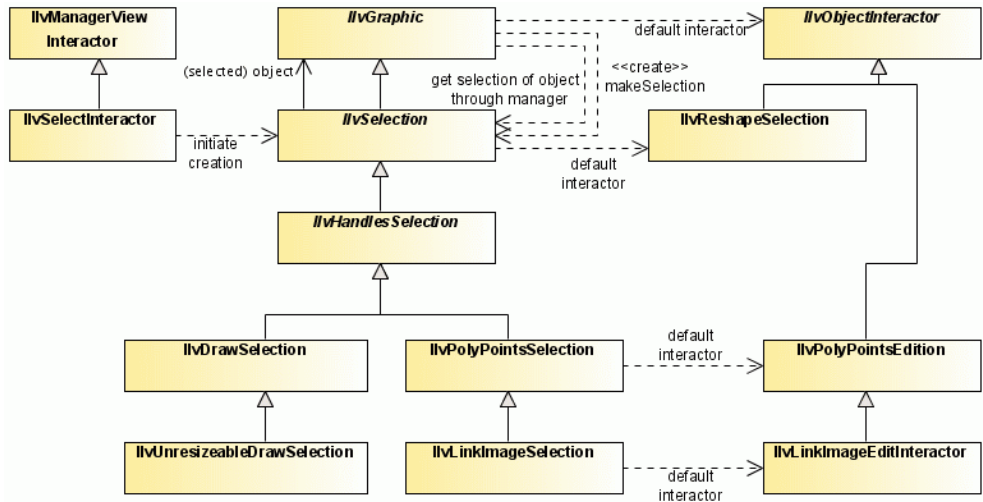 IlvManagerView
Interactor
IlvGraphic
IlvObjectInteractor
default interactor
(selected) object
get selection of object
through manager
<<create>>
makeSelection
IlvSelectInteractor
initiate
creation
IlvSelection
default
interactor
IlvReshapeSelection
IlvHandlesSelection
IlvDrawSelection
IlvPolyPointsSelection
default
interactor
IlvPolyPointsEdition
IlvUnresizeableDrawSelection
IlvLinkImageSelection
default
interactor
IlvLinkImageEditInteractor